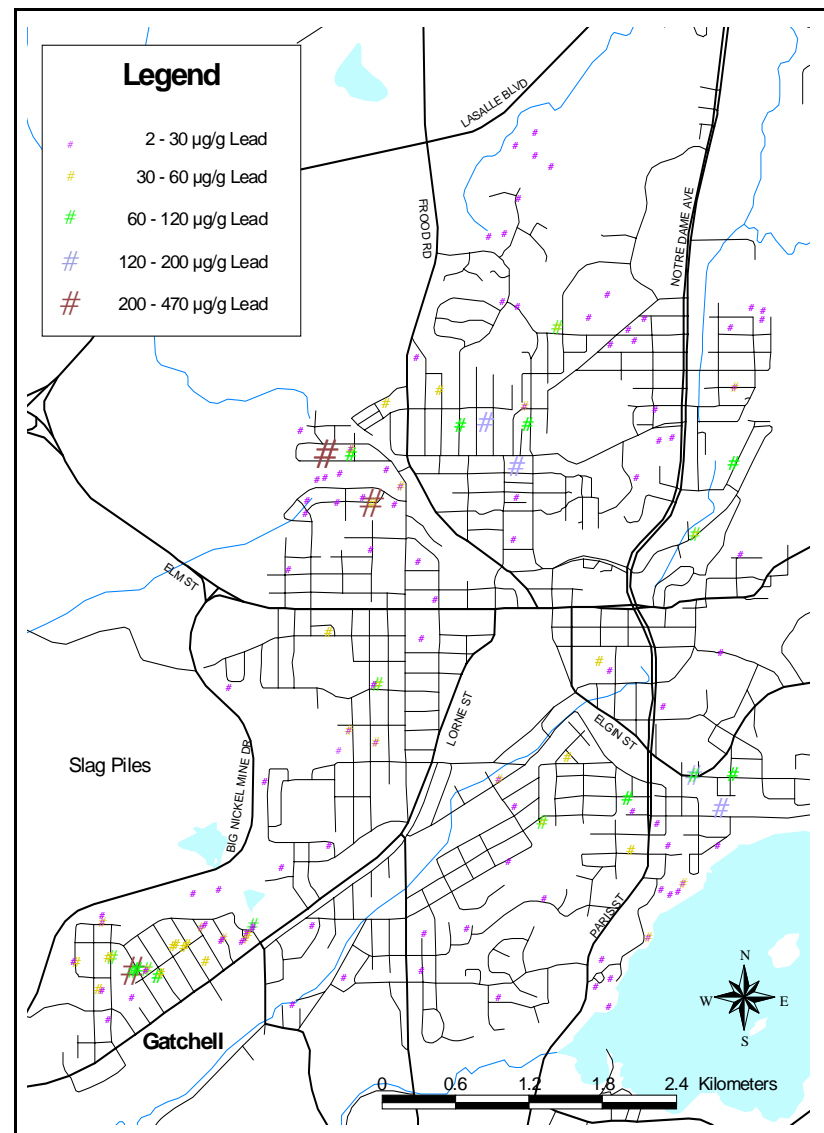 Legend
2 - 30 µg/g Lead
30 - 60 µg/g Lead
60 - 120 µg/g Lead
120 - 200 µg/g Lead
200 - 470 µg/g Lead
LASALLE BLVD
FROOD RD
NOTRE DAME AVE
ELM ST
LORNE ST
ELGIN ST
Slag Piles
BIG NICKEL MINE DR
PARIS ST
N
W
E
S
Gatchell
0 0.6 1.2 1.8 2.4 Kilometers